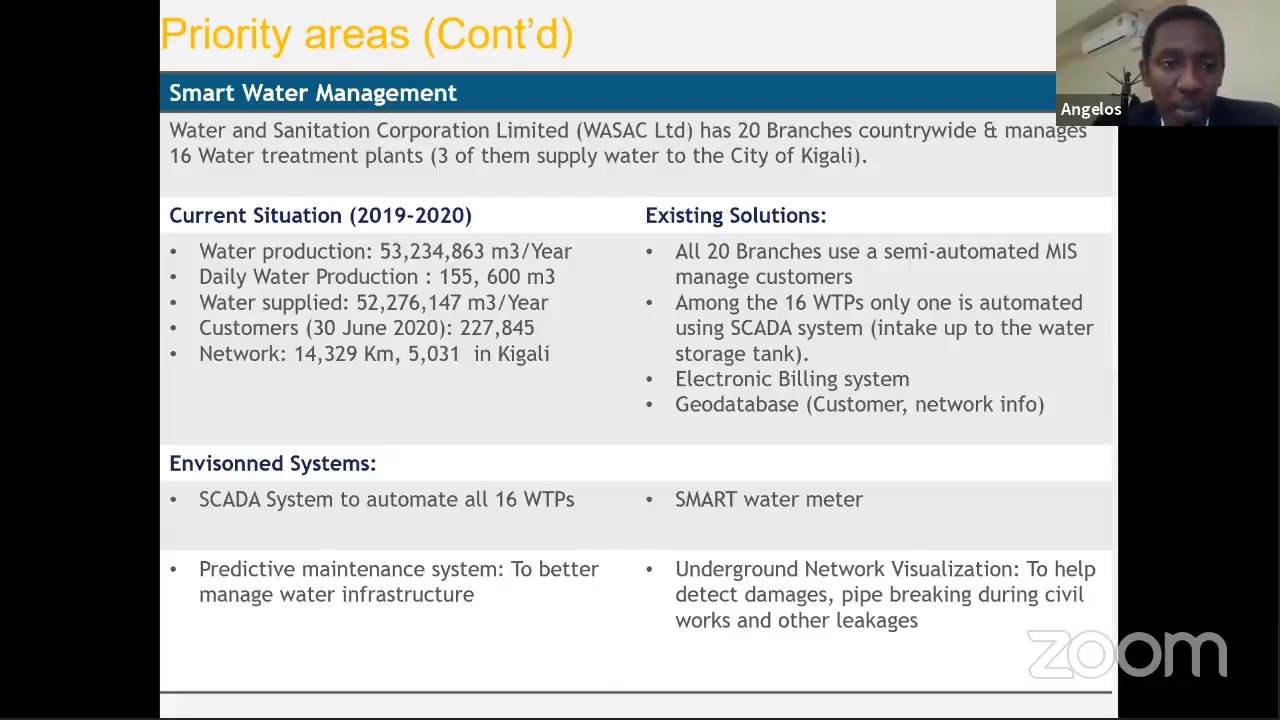 Priority areas (Cont'd)
Angelos
Smart Water Management
Water and Sanitation Corporation Limited (WASAC Ltd) has 20 Branches countrywide & manages
16 Water treatment plants (3 of them supply water to the City of Kigali).
Current Situation (2019-2020)
• Water production: 53,234,863 m3/Year
• Daily Water Production : 155, 600 m3
• Water supplied: 52,276,147 m3/Year
• Customers (30 June 2020): 227,845
• Network: 14,329 Km, 5,031 in Kigali
Existing Solutions:
• All 20 Branches use a semi-automated MIS
manage customers
• Among the 16 WTPs only one is automated
using SCADA system (intake up to the water
storage tank).
• Electronic Billing system
• Geodatabase (Customer, network info)
Envisonned Systems:
• SCADA System to automate all 16 WTPs
• SMART water meter
• Predictive maintenance system: To better
manage water infrastructure
• Underground Network Visualization: To help
detect damages, pipe breaking during civil
works and other leakages
zoom